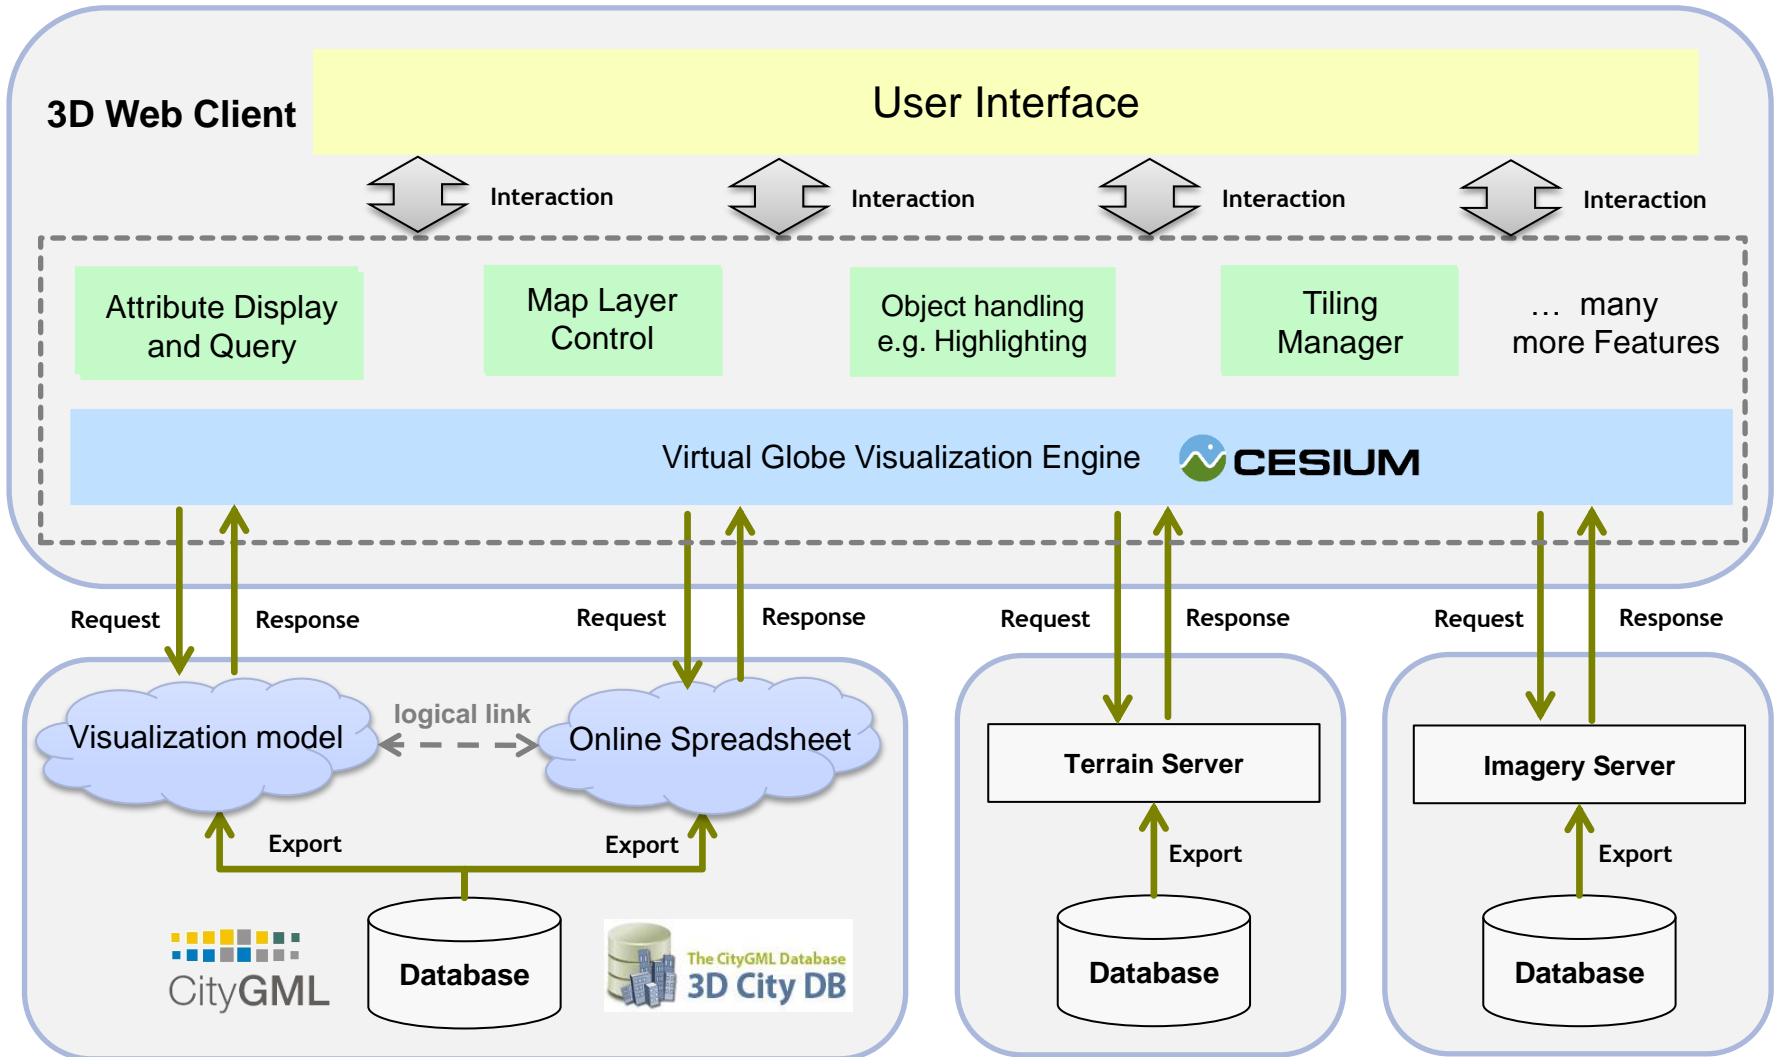 User Interface
3D Web Client
Interaction
Interaction
Interaction
Interaction
Attribute Display
and Query
Map Layer
Control
Object handling
e.g. Highlighting
Tiling
Manager
... many
more Features
Virtual Globe Visualization Engine
CESIUM
Request
Response
Request
Response
Request
Response
Request
Response
Visualization model
logical link
Online Spreadsheet
Terrain Server
Imagery Server
Export
Export
Export
Export
CityGML
Database
The CityGML Database
3D City DB
Database
Database